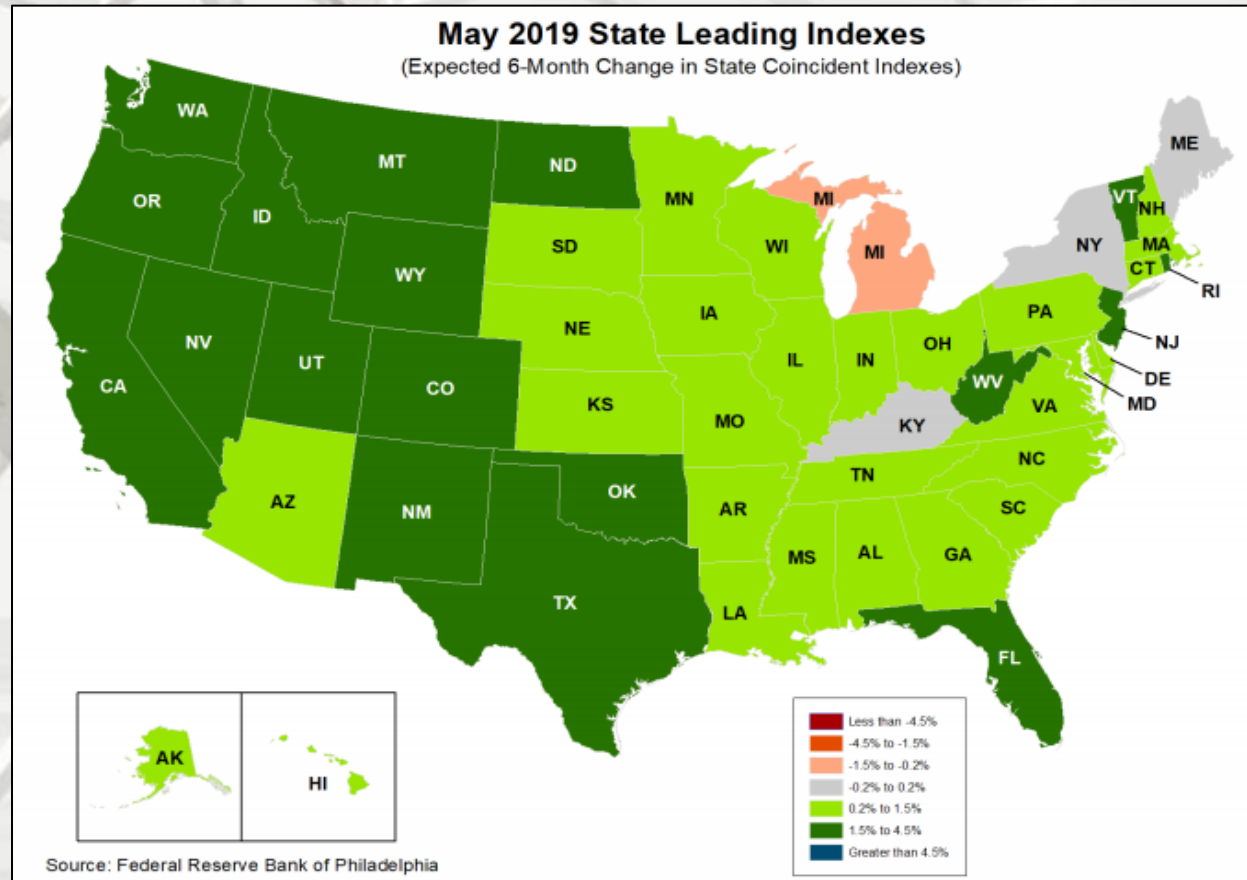 May 2019 State Leading Indexes
(Expected 6-Month Change in State Coincident Indexes)
WA
MT
ND
ME
OR
ID
MN
MI
VT
NH
SD
WI
MI
NY
MA
WY
CT
RI
IA
PA
NE
NV
OH
NJ
UT
IL
IN
CA
CO
WV
DE
KS
MO
VA
MD
KY
NC
TN
AZ
OK
NM
AR
SC
MS
AL
GA
TX
LA
FL
AK
HI
Less than -4.5%
-4.5% to -1.5%
-1.5% to -0.2%
-0.2% to 0.2%
0.2% to 1.5%
1.5% to 4.5%
Greater than 4.5%
Source: Federal Reserve Bank of Philadelphia